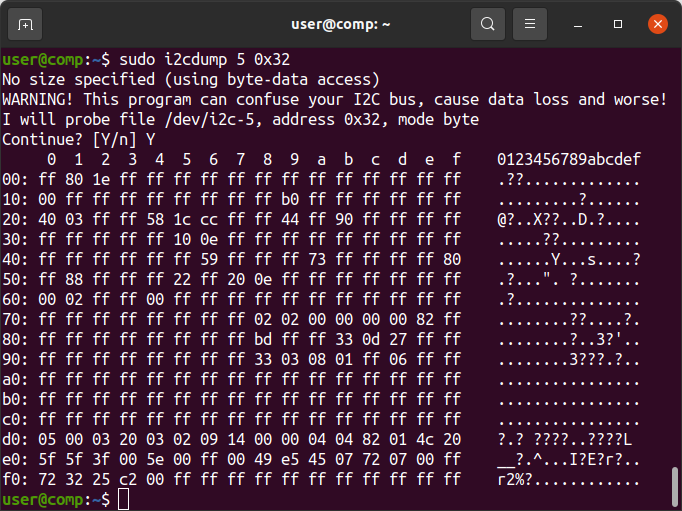 user@comp: ~
user@comp:~$ sudo i2cdump 5 0x32
No size specified (using byte-data access)
WARNING! This program can confuse your I2C bus, cause data loss and worse!
I will probe file /dev/i2c-5, address 0x32, mode byte
Continue? [Y/n] Y
     0  1  2  3  4  5  6  7  8  9  a  b  c  d  e  f    0123456789abcdef
00: ff 80 1e ff ff ff ff ff ff ff ff ff ff ff ff ff    .??.............
10: 00 ff ff ff ff ff ff ff ff b0 ff ff ff ff ff ff    .........?......
20: 40 03 ff ff 58 1c cc ff ff 44 ff 90 ff ff ff ff    @?..X??..D.?....
30: ff ff ff ff ff 10 0e ff ff ff ff ff ff ff ff ff    .....??.........
40: ff ff ff ff ff ff 59 ff ff ff 73 ff ff ff ff 80    ......Y...s....?
50: ff 88 ff ff ff 22 ff 20 0e ff ff ff ff ff ff ff    .?...". ?.......
60: 00 02 ff ff 00 ff ff ff ff ff ff ff ff ff ff ff    .?..............
70: ff ff ff ff ff ff ff ff 02 02 00 00 00 00 82 ff    ........??....?.
80: ff ff ff ff ff ff ff ff bd ff ff 33 0d 27 ff ff    ........?..3?'..
90: ff ff ff ff ff ff ff ff 33 03 08 01 ff 06 ff ff    ........3???.?..
a0: ff ff ff ff ff ff ff ff ff ff ff ff ff ff ff ff    ................
b0: ff ff ff ff ff ff ff ff ff ff ff ff ff ff ff ff    ................
c0: ff ff ff ff ff ff ff ff ff ff ff ff ff ff ff ff    ................
d0: 05 00 03 20 03 02 09 14 00 00 04 04 82 01 4c 20    ?.? ????..????L 
e0: 5f 5f 3f 00 5e 00 ff 00 49 e5 45 07 72 07 00 ff    __?.^...I?E?r?..
f0: 72 32 25 c2 00 ff ff ff ff ff ff ff ff ff ff ff    r2%?............
user@comp:~$